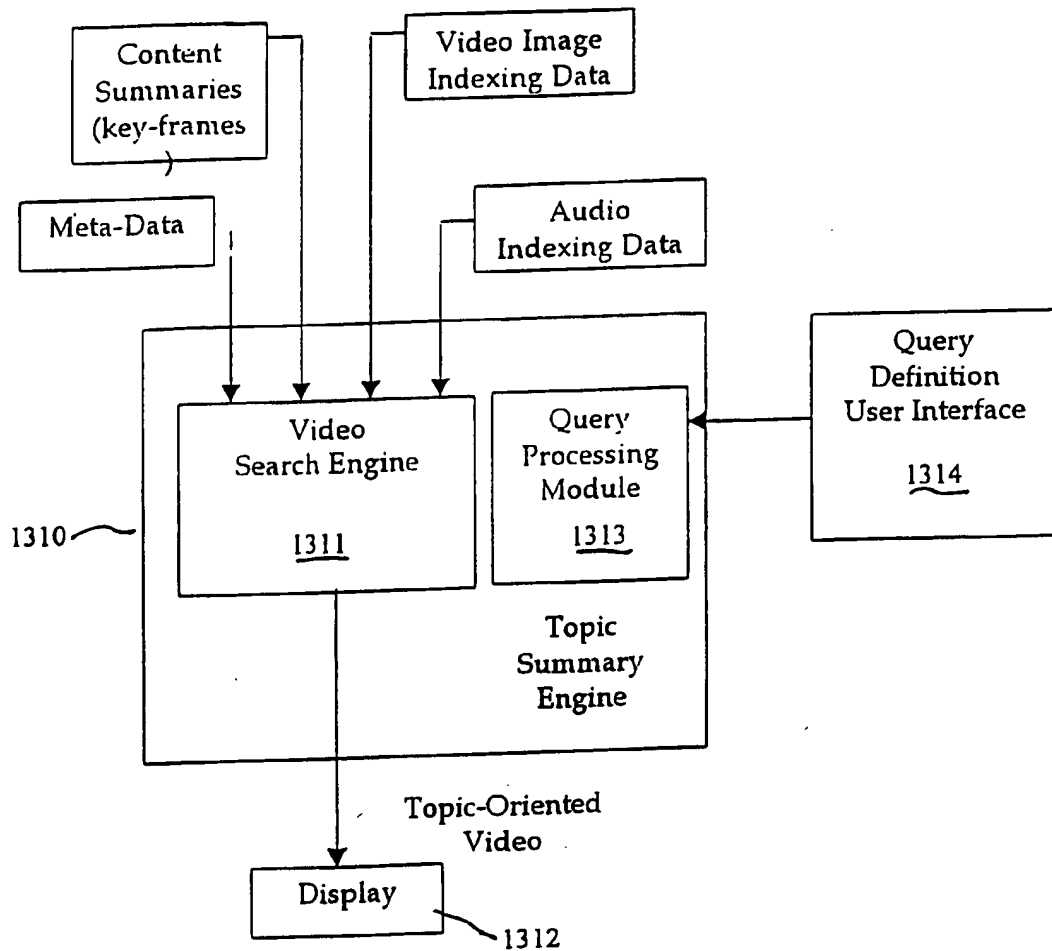 Content
Summaries
(key-frames
)
Video Image
Indexing Data
Meta-Data
Audio
Indexing Data
Query
Definition
User Interface
1314
Video
Search Engine
1311
Query
Processing
Module
1313
1310
Topic
Summary
Engine
Topic-Oriented
Video
Display
1312